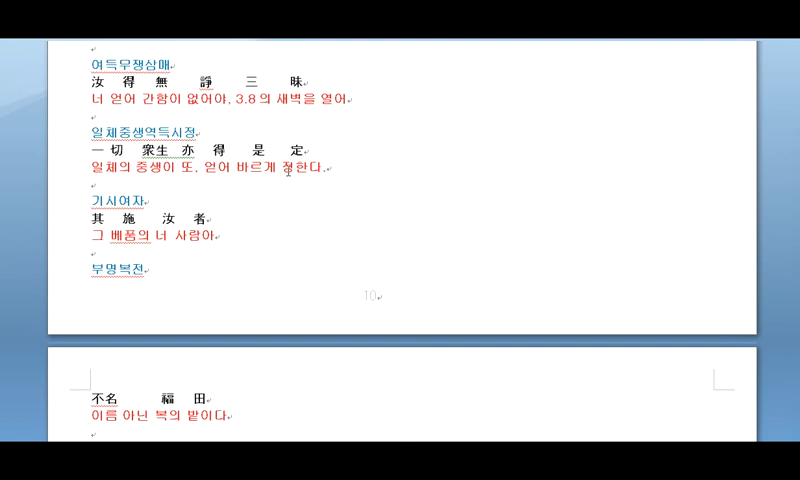 여득무쟁삼매
汝 得 無 諍 三 昧
너 얻어 간함이 없어야, 3.8의 새벽을 열어
일체중생역득시정
一切 衆生 亦 得 是 定
일체의 중생이 또, 얻어 바르게 정한다.
기시여자
其 施 汝 者
그 베품의 너 사람아
부명복전
10
不名 福 田
이름 아닌 복의 밭이다